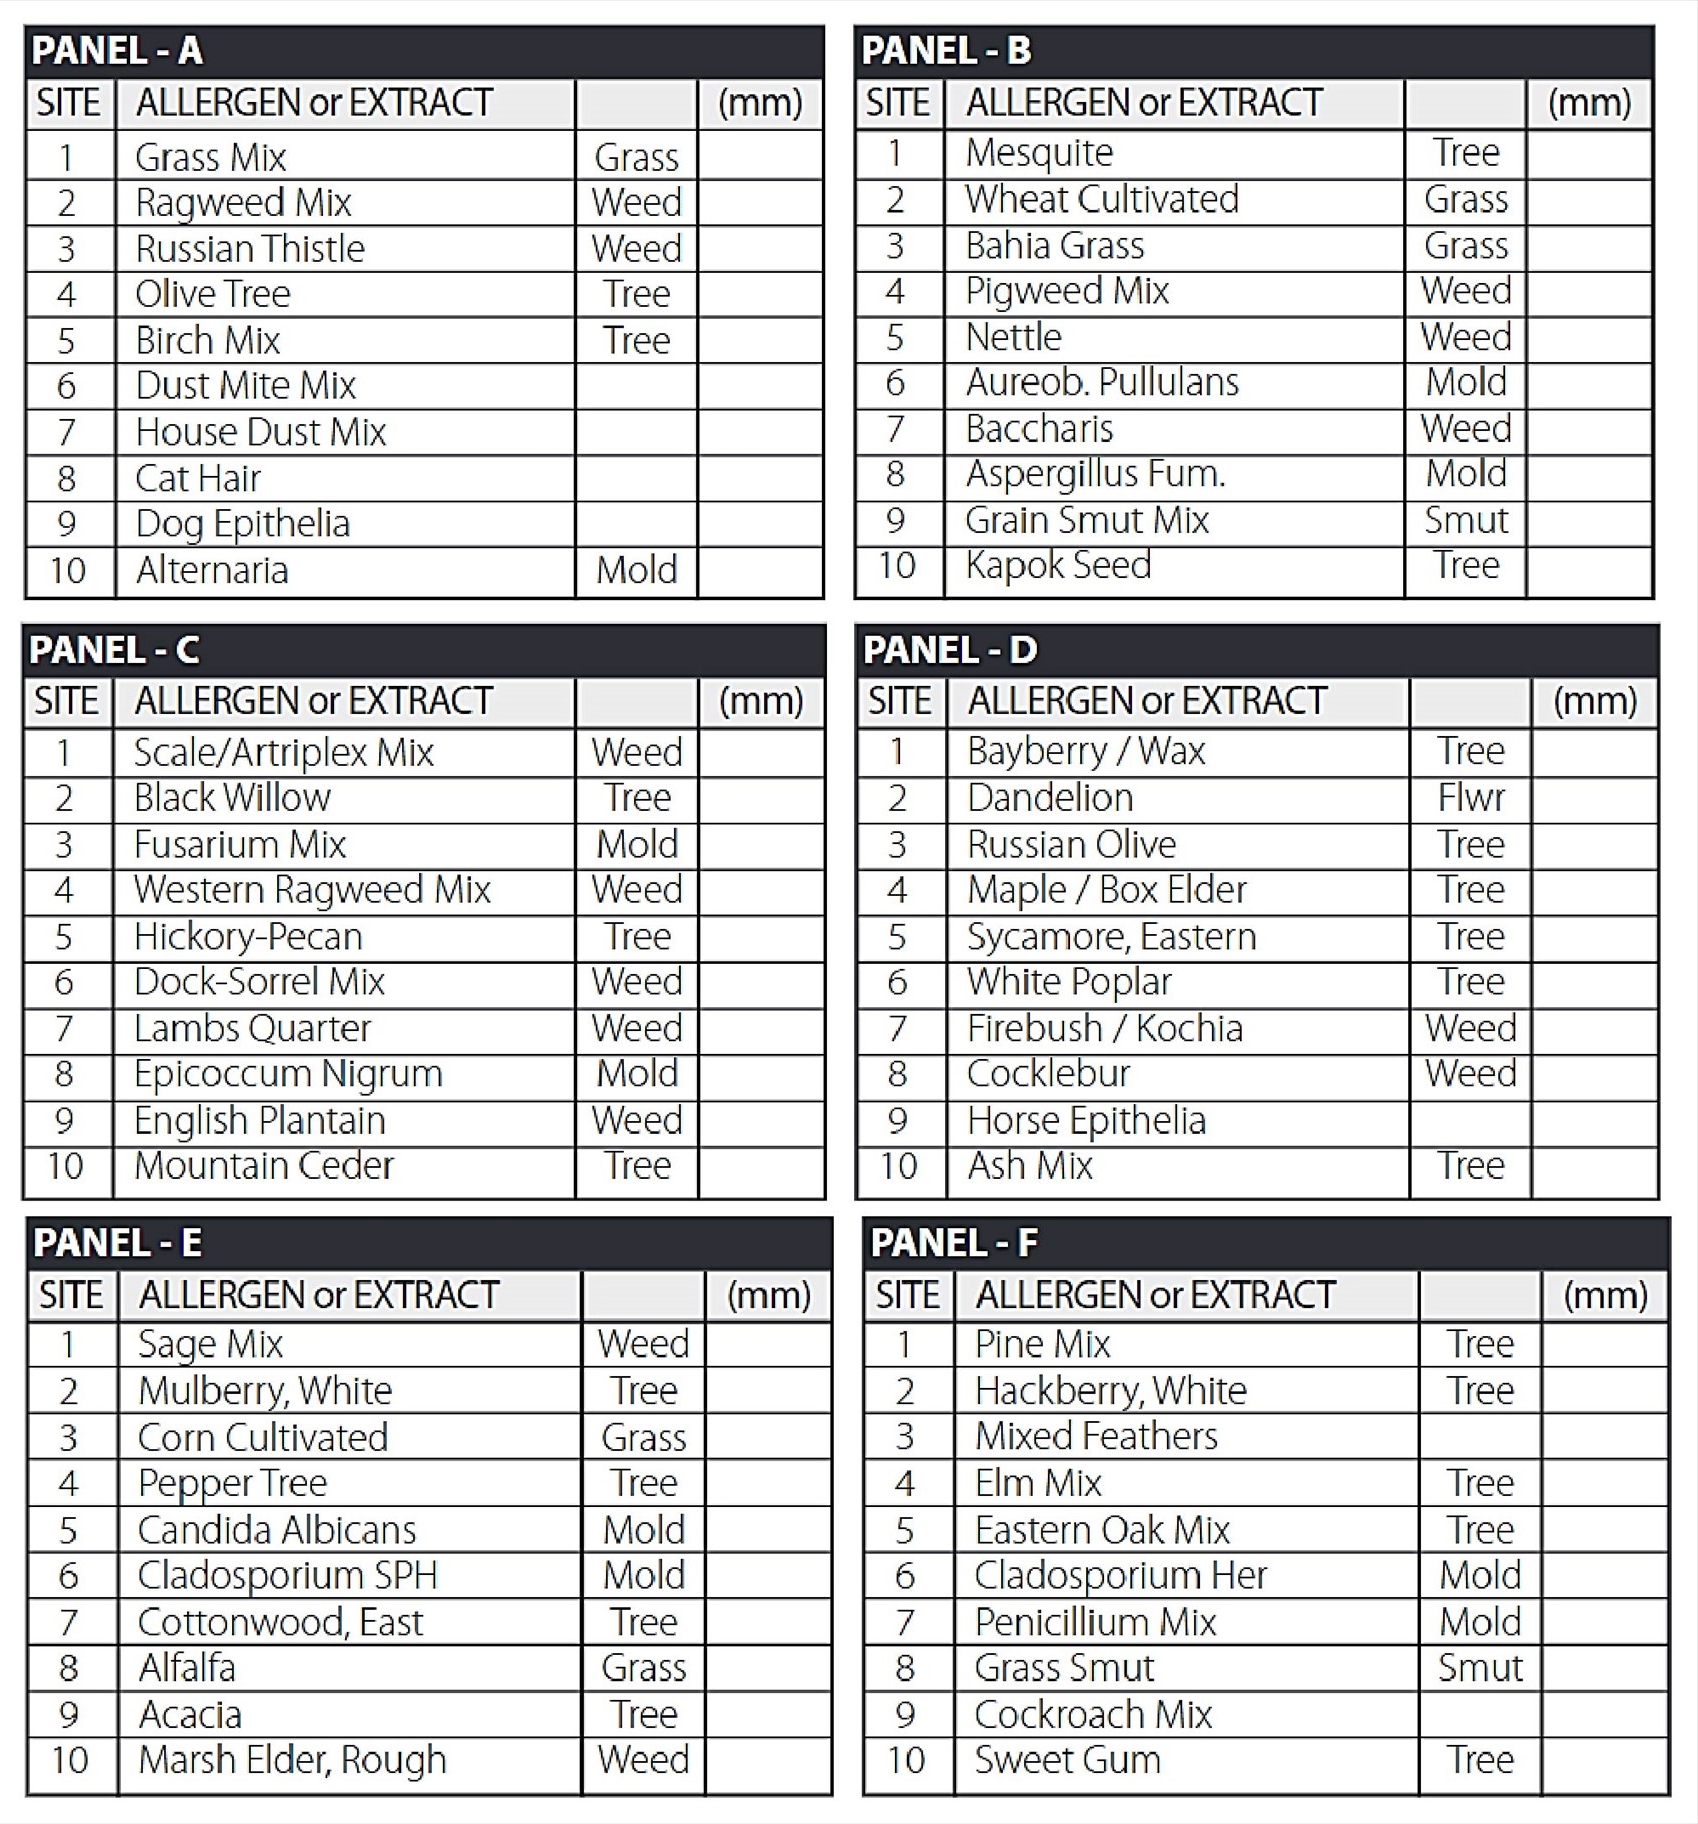 PANEL - A
SITE ALLERGEN or EXTRACT (mm)
1 Grass Mix Grass
2 Ragweed Mix Weed
3 Russian Thistle Weed
4 Olive Tree Tree
5 Birch Mix Tree
6 Dust Mite Mix
7 House Dust Mix
8 Cat Hair
9 Dog Epithelia
10 Alternaria Mold
PANEL - B
SITE ALLERGEN or EXTRACT (mm)
1 Mesquite Tree
2 Wheat Cultivated Grass
3 Bahia Grass Grass
4 Pigweed Mix Weed
5 Nettle Weed
6 Aureob. Pullulans Mold
7 Baccharis Weed
8 Aspergillus Fum. Mold
9 Grain Smut Mix Smut
10 Kapok Seed Tree
PANEL - C
SITE ALLERGEN or EXTRACT (mm)
1 Scale/Artriplex Mix Weed
2 Black Willow Tree
3 Fusarium Mix Mold
4 Western Ragweed Mix Weed
5 Hickory-Pecan Tree
6 Dock-Sorrel Mix Weed
7 Lambs Quarter Weed
8 Epicoccum Nigrum Mold
9 English Plantain Weed
10 Mountain Ceder Tree
PANEL - D
SITE ALLERGEN or EXTRACT (mm)
1 Bayberry / Wax Tree
2 Dandelion Flwr
3 Russian Olive Tree
4 Maple / Box Elder Tree
5 Sycamore, Eastern Tree
6 White Poplar Tree
7 Firebush / Kochia Weed
8 Cocklebur Weed
9 Horse Epithelia
10 Ash Mix Tree
PANEL - E
SITE ALLERGEN or EXTRACT (mm)
1 Sage Mix Weed
2 Mulberry, White Tree
3 Corn Cultivated Grass
4 Pepper Tree Tree
5 Candida Albicans Mold
6 Cladosporium SPH Mold
7 Cottonwood, East Tree
8 Alfalfa Grass
9 Acacia Tree
10 Marsh Elder, Rough Weed
PANEL - F
SITE ALLERGEN or EXTRACT (mm)
1 Pine Mix Tree
2 Hackberry, White Tree
3 Mixed Feathers
4 Elm Mix Tree
5 Eastern Oak Mix Tree
6 Cladosporium Her Mold
7 Penicillium Mix Mold
8 Grass Smut Smut
9 Cockroach Mix
10 Sweet Gum Tree